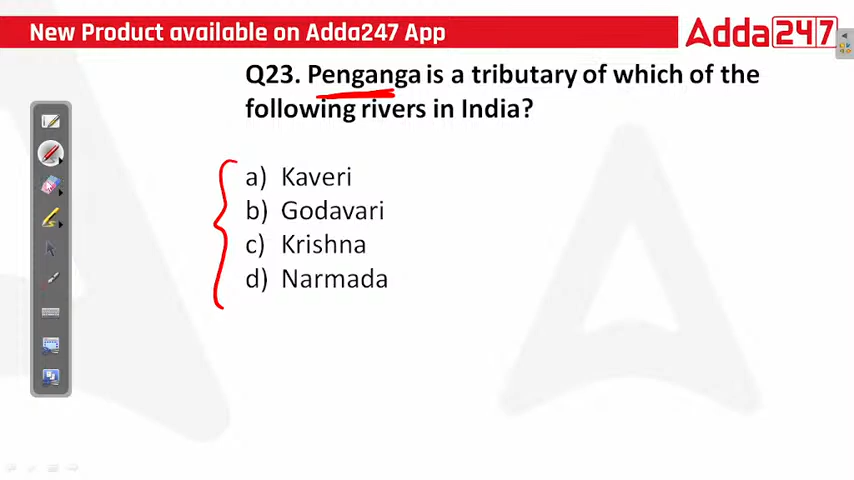 New Product available on Adda247 App
Adda247
Q23. Penganga is a tributary of which of the
following rivers in India?
a) Kaveri
b) Godavari
c) Krishna
d) Narmada